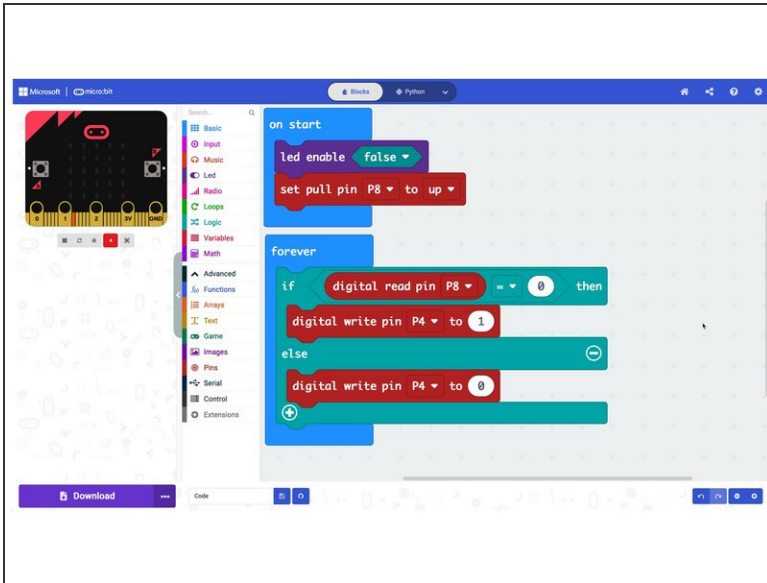 Microsoft | micro:bit
Blocks
Python
Search...
Basic
Input
Music
Led
Radio
Loops
Logic
Variables
Math
Advanced
Functions
Arrays
Text
Game
Images
Pins
Serial
Control
Extensions
0 1 2 3V GND
on start
led enable false
set pull pin P8 to up
forever
if digital read pin P8 = 0 then
digital write pin P4 to 1
else
digital write pin P4 to 0
Download
Code